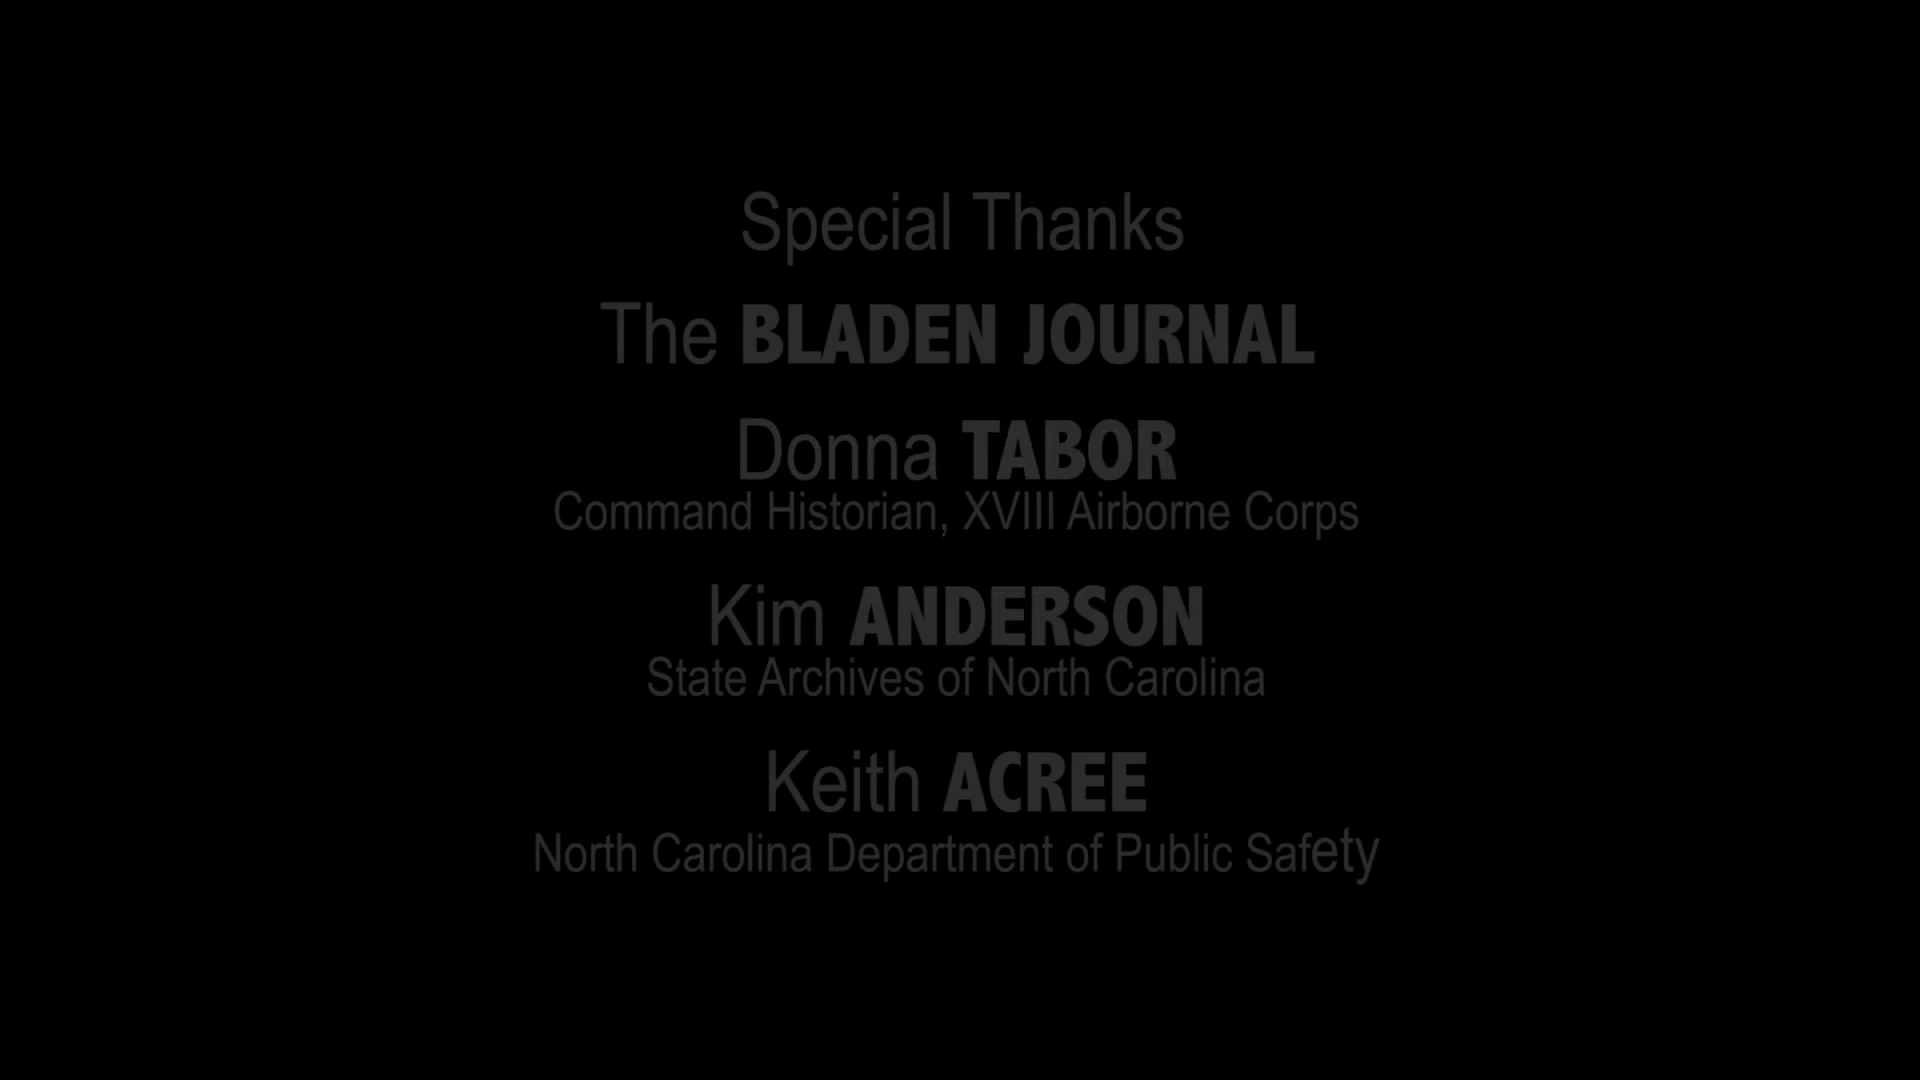 Special Thanks
The BLADEN JOURNAL
Donna TABOR
Command Historian, XVIII Airborne Corps
Kim ANDERSON
State Archives of North Carolina
Keith ACREE
North Carolina Department of Public Safety